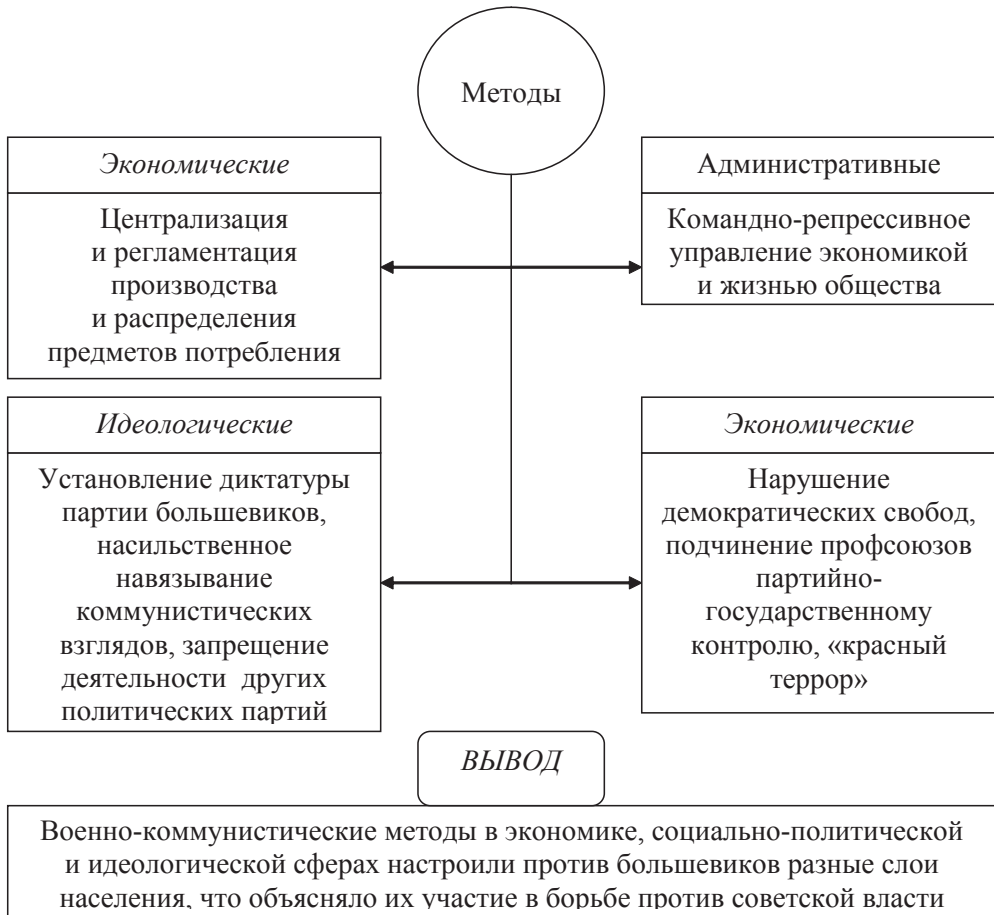 Методы
Экономические
Централизация
и регламентация
производства
и распределения
предметов потребления
Административные
Командно-репрессивное
управление экономикой
и жизнью общества
Идеологические
Установление диктатуры
партии большевиков,
насильственное
навязывание
коммунистических
взглядов, запрещение
деятельности других
политических партий
Экономические
Нарушение
демократических свобод,
подчинение профсоюзов
партийно-
государственному
контролю, «красный
террор»
ВЫВОД
Военно-коммунистические методы в экономике, социально-политической
и идеологической сферах настроили против большевиков разные слои
населения, что объясняло их участие в борьбе против советской власти